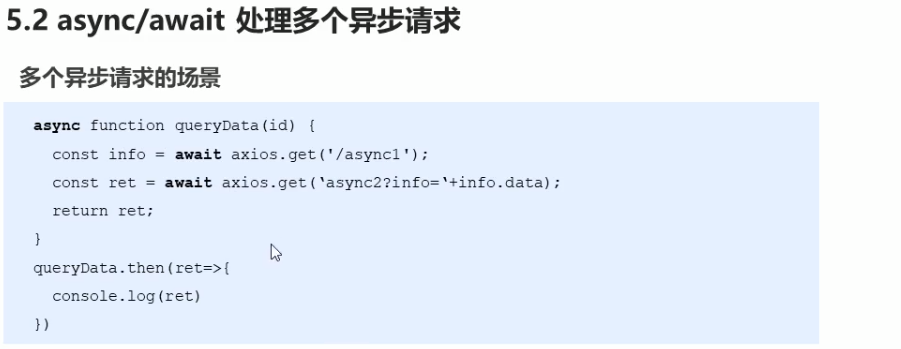 5.2 async/await 处理多个异步请求
多个异步请求的场景
async function queryData(id) {
const info = await axios.get('/async1');
const ret = await axios.get(‘async2?info=‘+info.data);
return ret;
}
queryData.then(ret=>{
console.log(ret)
})